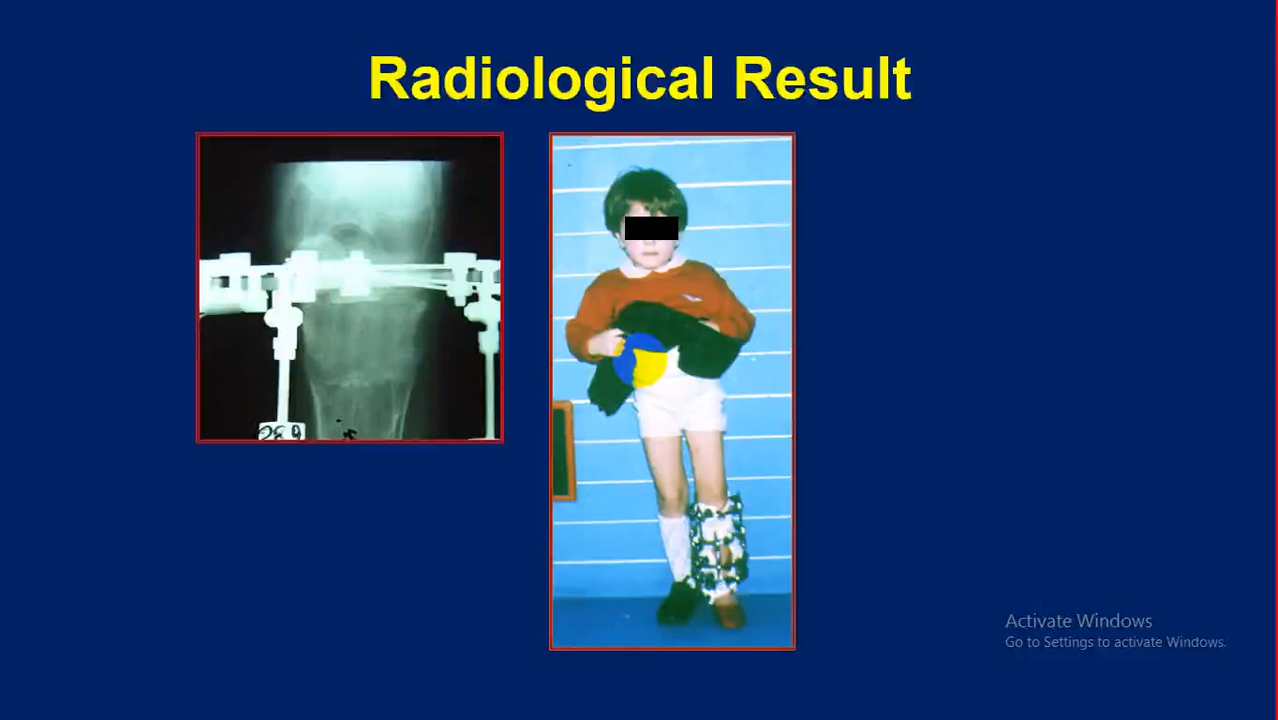 Radiological Result
Activate Windows
Go to Settings to activate Windows.